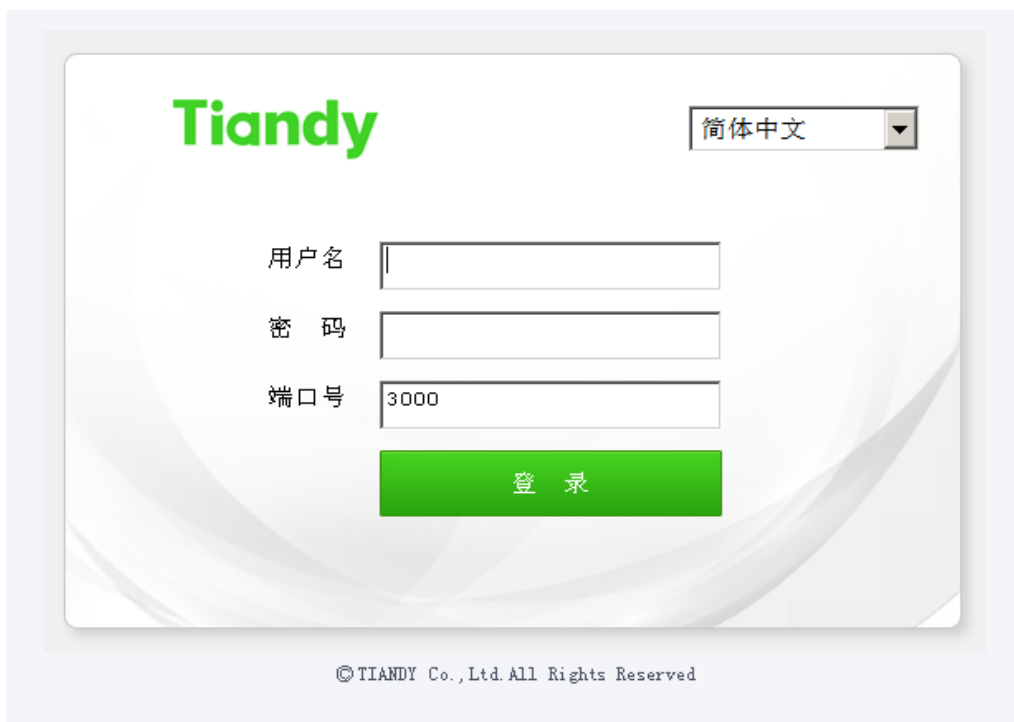 Tiandy
简体中文
用户名
密 码
端口号 3000
登 录
©TIANDY Co.,Ltd.All Rights Reserved